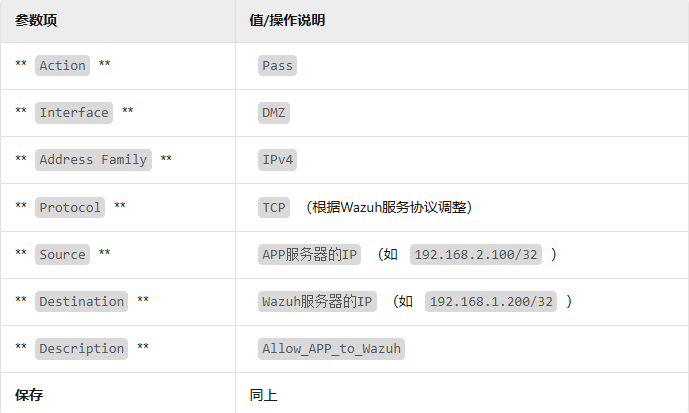 参数项 值/操作说明
** Action ** Pass
** Interface ** DMZ
** Address Family ** IPv4
** Protocol ** TCP （根据Wazuh服务协议调整）
** Source ** APP服务器的IP （如 192.168.2.100/32 ）
** Destination ** Wazuh服务器的IP （如 192.168.1.200/32 ）
** Description ** Allow_APP_to_Wazuh
保存 同上